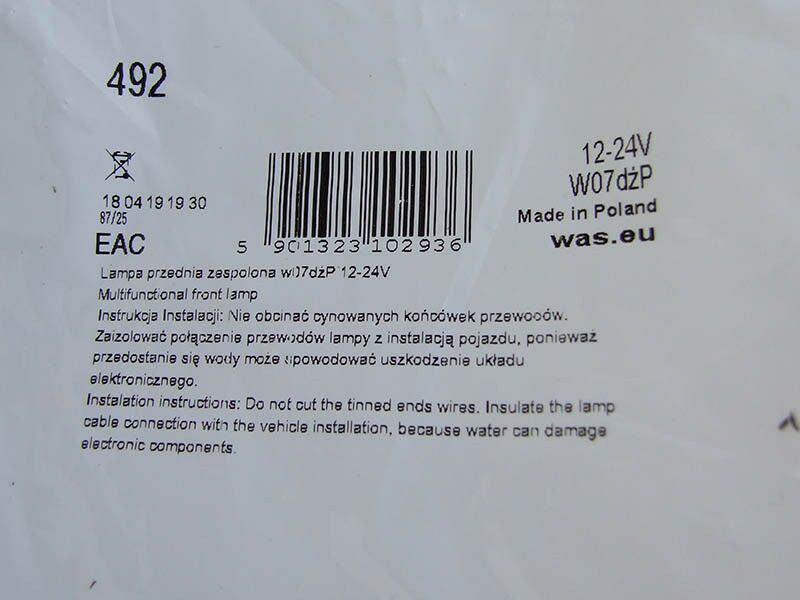 492
12-24V
W07dżP
Made in Poland
was.eu
18 04 19 19 30
87/25
EAC
5 901323 102936
Lampa przednia zespolona w07dżP 12-24V
Multifunctional front lamp
Instrukcja Instalacji: Nie obcinać cynowanych końcówek przewodów.
Zaizolować połączenie przewodów lampy z instalacją pojazdu, ponieważ
przedostanie się wody może spowodować uszkodzenie układu
elektronicznego.
Instalation instructions: Do not cut the tinned ends wires. Insulate the lamp
cable connection with the vehicle installation, because water can damage
electronic components.